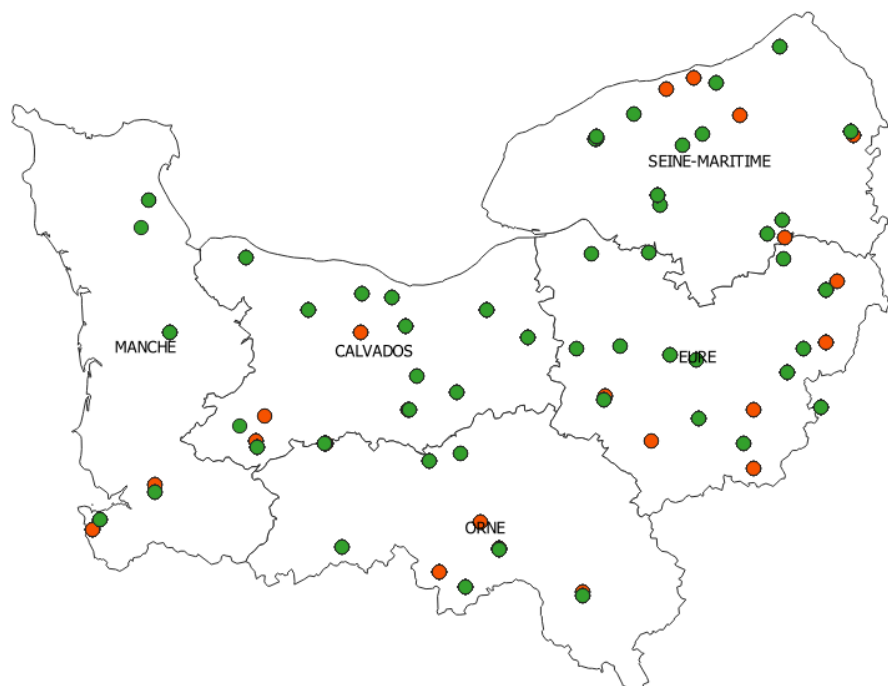 SEINE-MARITIME
MANCHE
CALVADOS
EURE
ORNE